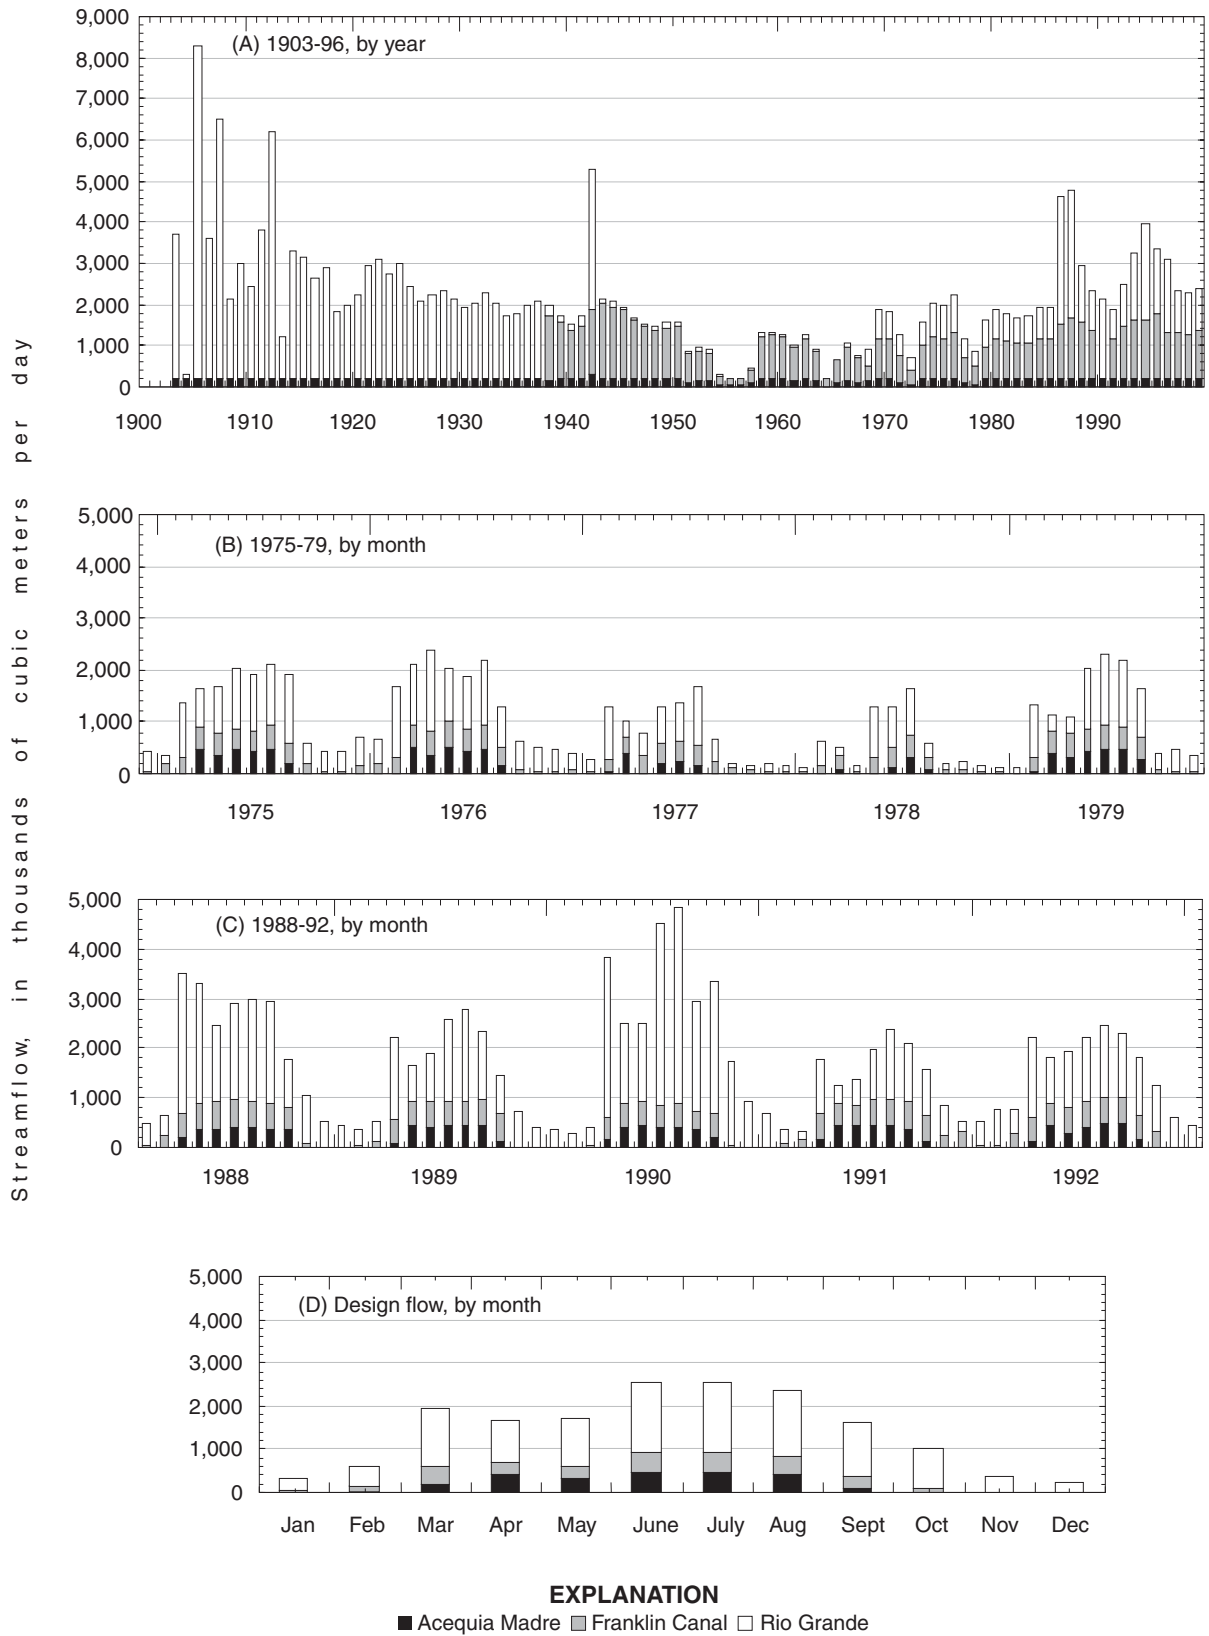 Streamflow, in thousands of cubic meters per day
9,000
8,000
7,000
6,000
5,000
4,000
3,000
2,000
1,000
0
(A) 1903-96, by year
1900 1910 1920 1930 1940 1950 1960 1970 1980 1990
5,000
4,000
3,000
2,000
1,000
0
(B) 1975-79, by month
1975 1976 1977 1978 1979
5,000
4,000
3,000
2,000
1,000
0
(C) 1988-92, by month
1988 1989 1990 1991 1992
5,000
4,000
3,000
2,000
1,000
0
(D) Design flow, by month
Jan Feb Mar Apr May June July Aug Sept Oct Nov Dec
EXPLANATION
Acequia Madre Franklin Canal Rio Grande